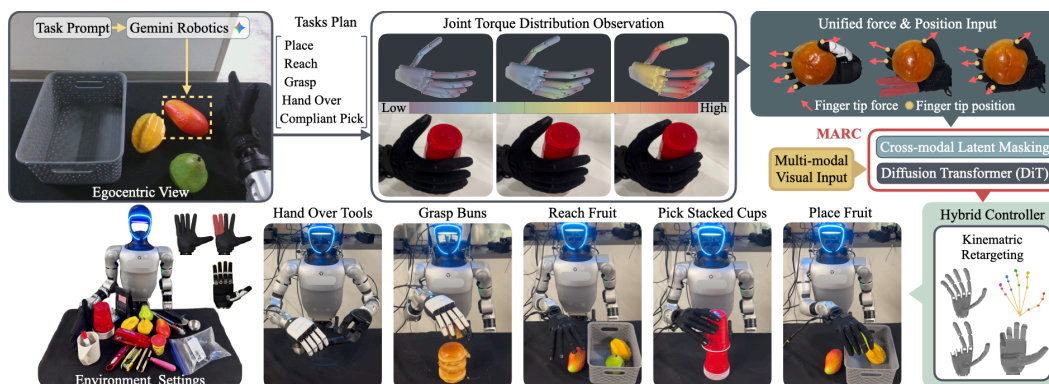 Task Prompt
Gemini Robotics
Egocentric View
Tasks Plan
Place
Reach
Grasp
Hand Over
Compliant Pick
Joint Torque Distribution Observation
Low
High
Unified force & Position Input
Finger tip force
Finger tip position
MARC
Multi-modal
Visual Input
Cross-modal Latent Masking
Diffusion Transformer (DiT)
Hybrid Controller
Kinematric
Retargeting
Environment Settings
Hand Over Tools
Grasp Buns
Reach Fruit
Pick Stacked Cups
Place Fruit